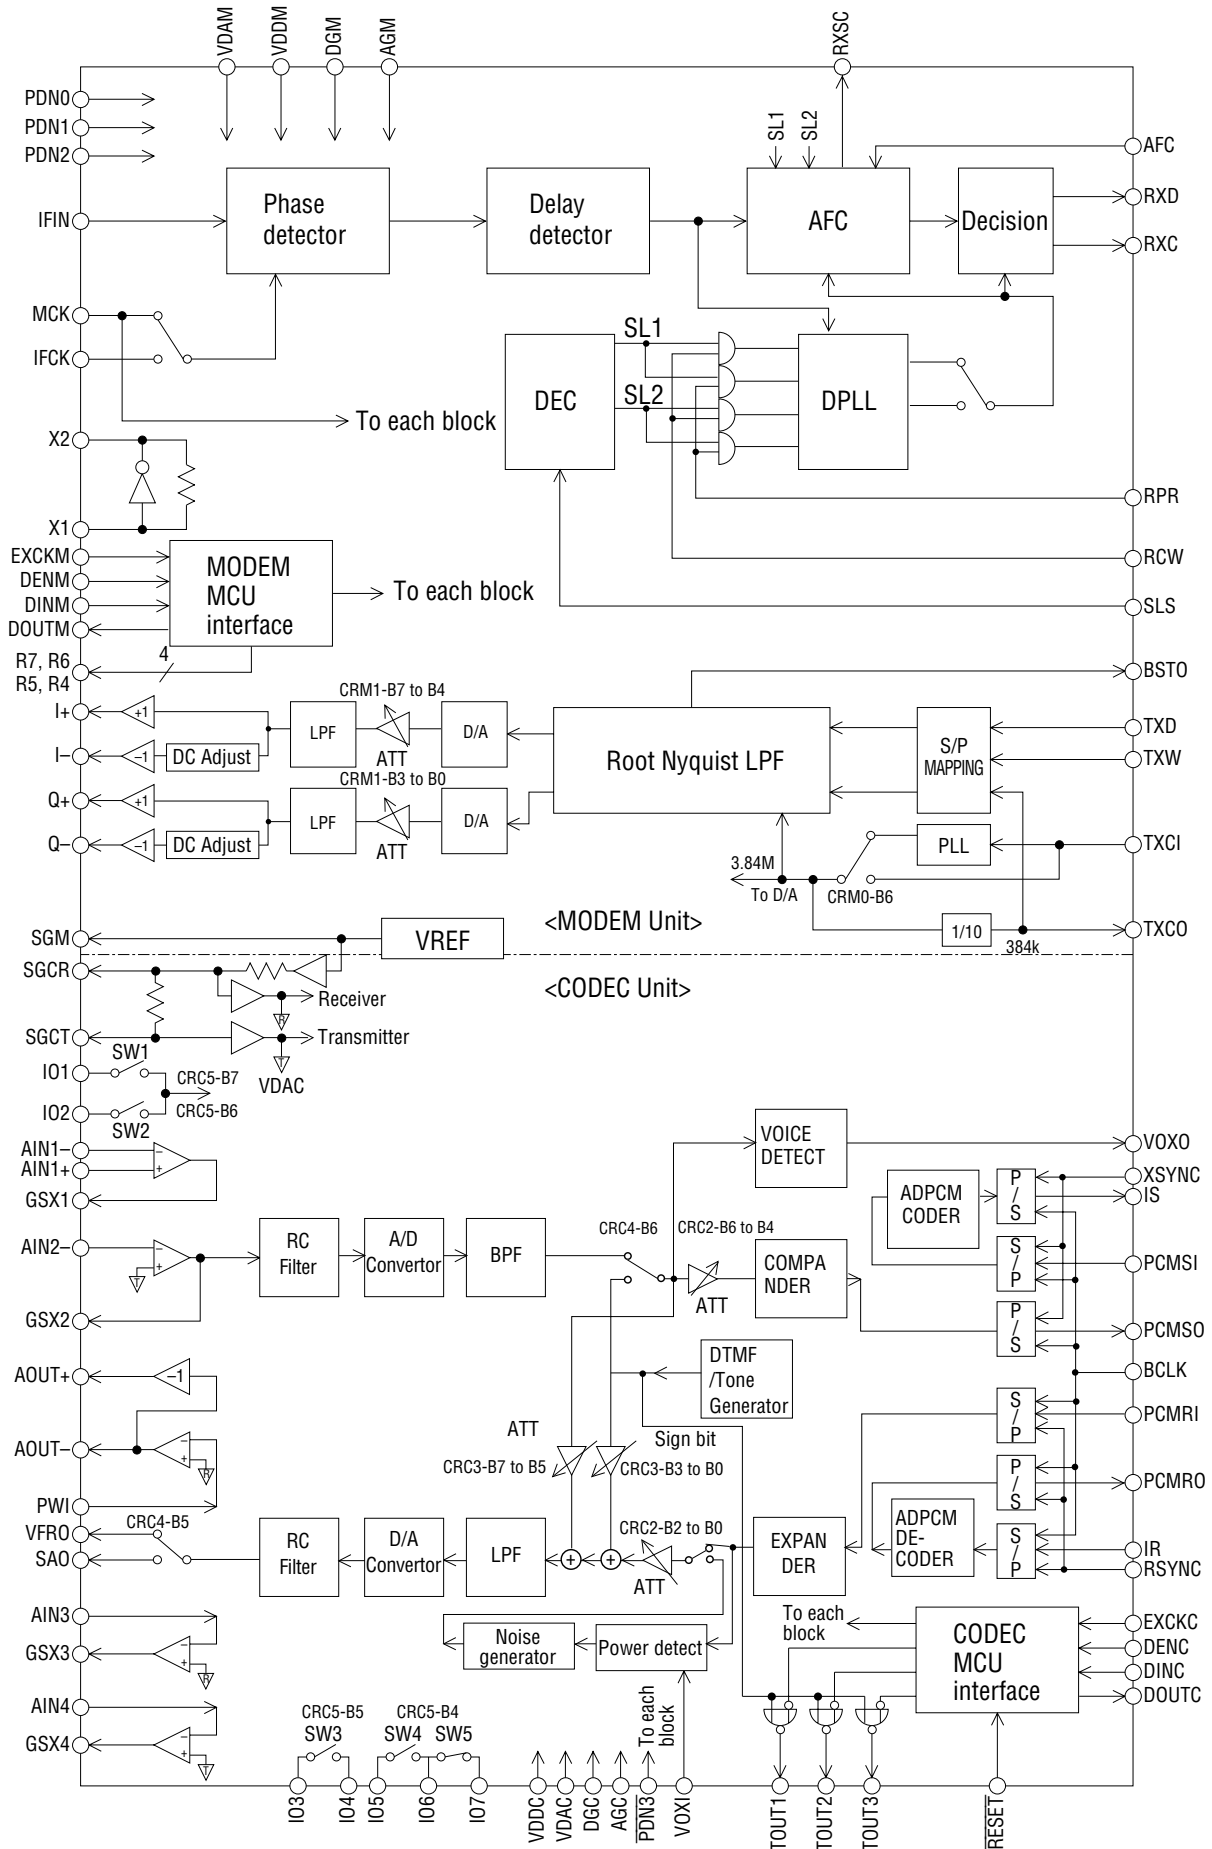 VDAM
VDDM
DGM
AGM
RXSC
PDN0
PDN1
PDN2
SL1
SL2
AFC
IFIN
Phase
detector
Delay
detector
AFC
Decision
RXD
RXC
MCK
IFCK
SL1
SL2
DEC
DPLL
To each block
X2
X1
RPR
RCW
SLS
EXCKM
DENM
DINM
DOUTM
MODEM
MCU
interface
To each block
R7, R6
R5, R4
4
BSTO
I+
+1
LPF
CRM1-B7 to B4
ATT
D/A
Root Nyquist LPF
S/P
MAPPING
TXD
TXW
I–
–1
DC Adjust
CRM1-B3 to B0
Q+
+1
LPF
ATT
D/A
Q–
–1
DC Adjust
PLL
TXCI
3.84M
To D/A
CRM0-B6
1/10
384k
TXCO
<MODEM Unit>
SGM
VREF
SGCR
<CODEC Unit>
Receiver
R
SGCT
Transmitter
T
VDAC
IO1
SW1
CRC5-B7
CRC5-B6
IO2
SW2
AIN1–
AIN1+
–
+
GSX1
VOICE
DETECT
VOXO
XSYNC
IS
ADPCM
CODER
P
/
S
AIN2–
–
+
T
RC
Filter
A/D
Convertor
BPF
CRC4-B6
CRC2-B6 to B4
ATT
COMPA
NDER
S
/
P
PCMSI
GSX2
P
/
S
PCMSO
AOUT+
–1
DTMF
/Tone
Generator
BCLK
S
/
P
PCMRI
AOUT–
–
+
R
ATT
CRC3-B7 to B5
Sign bit
CRC3-B3 to B0
P
/
S
PCMRO
PWI
VFRO
SAO
CRC4-B5
RC
Filter
D/A
Convertor
LPF
+
+
CRC2-B2 to B0
ATT
EXPAN
DER
ADPCM
DE-
CODER
S
/
P
IR
RSYNC
AIN3
GSX3
–
+
R
Noise
generator
Power detect
To each
block
CODEC
MCU
interface
EXCKC
DENC
DINC
DOUTC
AIN4
GSX4
–
+
T
CRC5-B5
SW3
CRC5-B4
SW4
SW5
To each
block
IO3
IO4
IO5
IO6
IO7
VDDC
VDAC
DGC
AGC
PDN3
VOXI
TOUT1
TOUT2
TOUT3
RESET